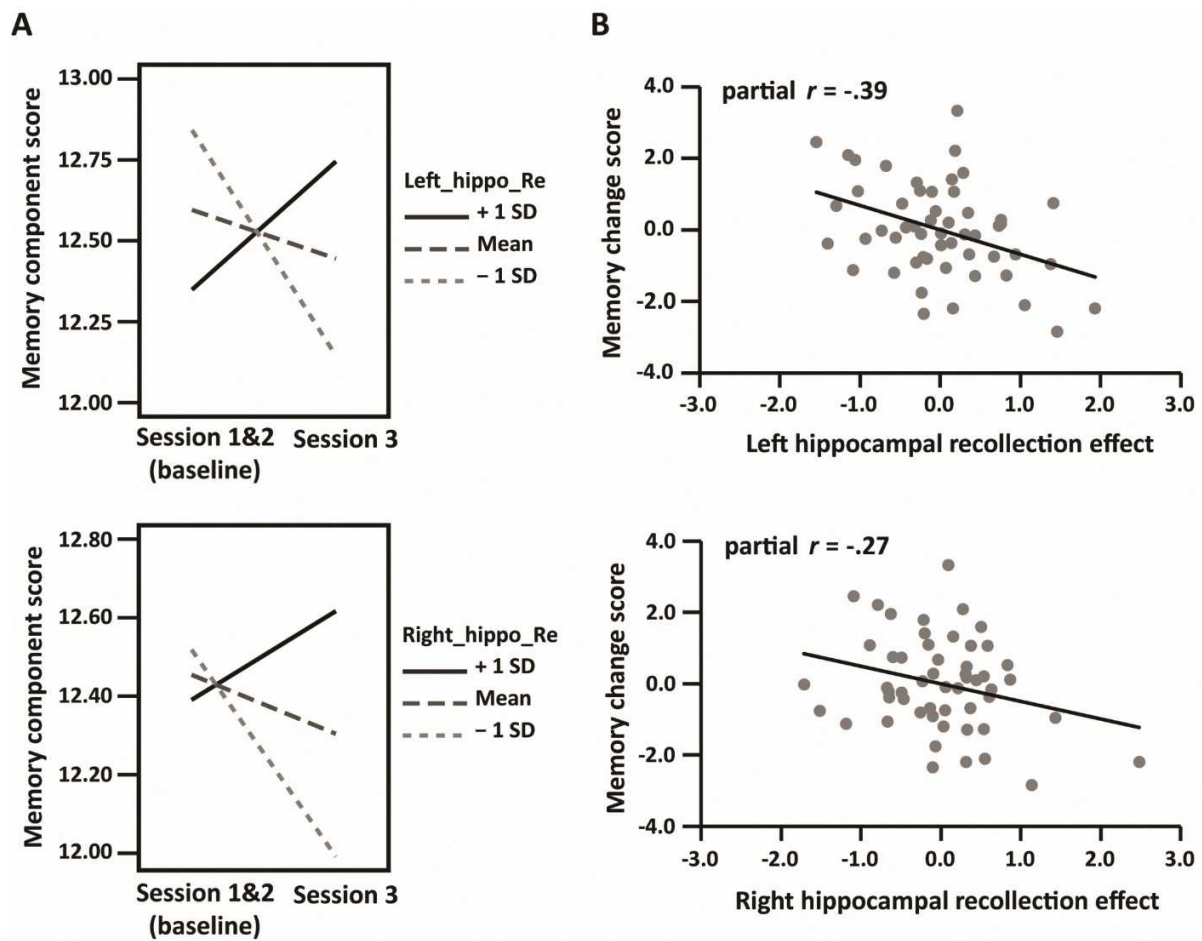 A
13.00
12.75
12.50
12.25
12.00
Memory component score
Session 1&2
(baseline)
Session 3
Left_hippo_Re
+ 1 SD
Mean
– 1 SD
B
partial r = -.39
4.0
2.0
0.0
-2.0
-4.0
Memory change score
-3.0 -2.0 -1.0 0.0 1.0 2.0 3.0
Left hippocampal recollection effect
12.80
12.60
12.40
12.20
12.00
Memory component score
Session 1&2
(baseline)
Session 3
Right_hippo_Re
+ 1 SD
Mean
– 1 SD
partial r = -.27
4.0
2.0
0.0
-2.0
-4.0
Memory change score
-3.0 -2.0 -1.0 0.0 1.0 2.0 3.0
Right hippocampal recollection effect